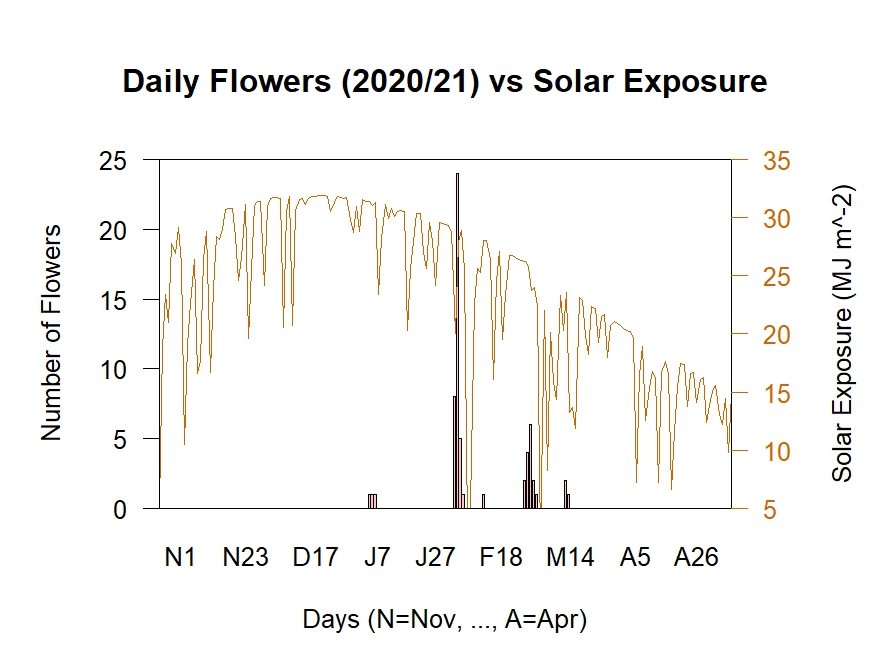 Daily Flowers (2020/21) vs Solar Exposure
25
20
15
10
5
0
Number of Flowers
35
30
25
20
15
10
5
Solar Exposure (MJ m^-2)
N1 N23 D17 J7 J27 F18 M14 A5 A26
Days (N=Nov, ..., A=Apr)